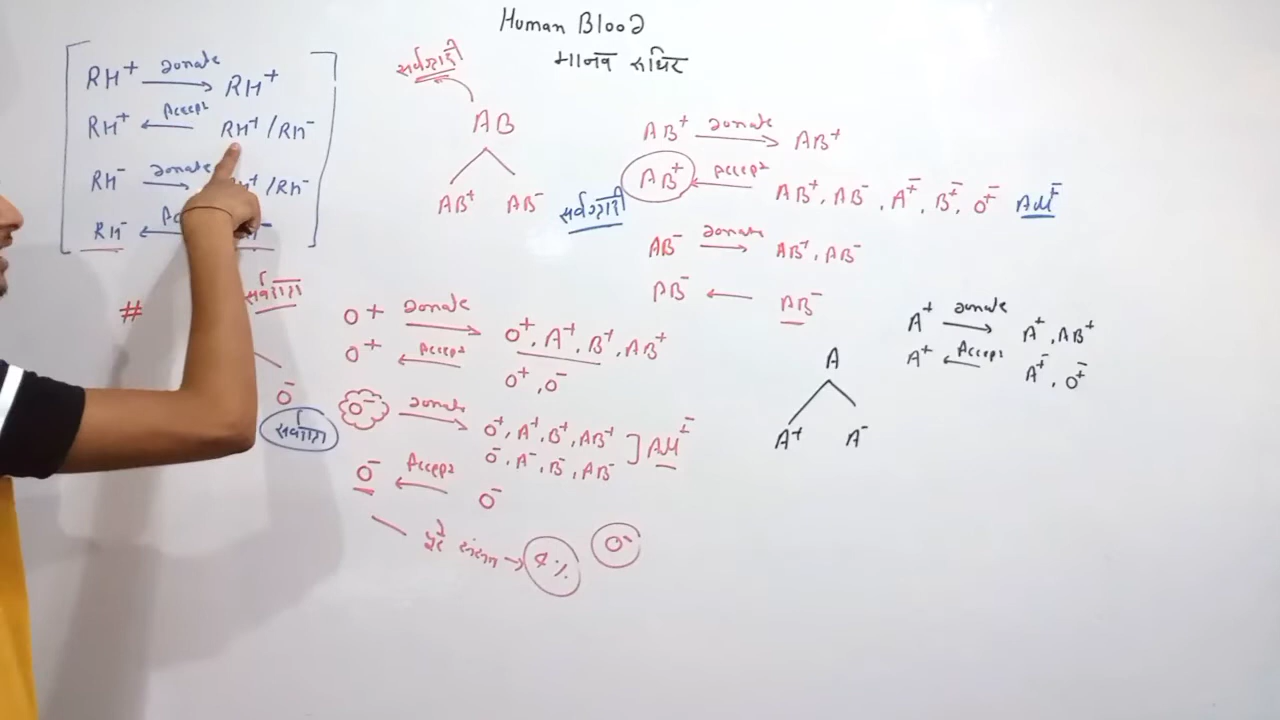 Human Blood
मानव रूधिर
RH⁺ Donate → RH⁺
RH⁺ ← Accept RH⁺/RH⁻
RH⁻ Donate → H⁺/RH⁻
RH⁻ ← Ac H⁻
सर्वग्राही
AB
AB⁺ AB⁻
सर्वग्राही
AB⁺ Donate → AB⁺
AB⁺ ← Accept AB⁺, AB⁻, A±, B±, O± All±
AB⁻ Donate → AB⁺, AB⁻
AB⁻ ← AB⁻
#
O⁻
O⁺ Donate → O⁺, A⁺, B⁺, AB⁺
O⁺ ← Accept O⁺, O⁻
O⁻ Donate → O⁺, A⁺, B⁺, AB⁺
O⁻, A⁻, B⁻, AB⁻ ] All±
O⁻ ← Accept O⁻
पूरे → 4% O⁻
A
A⁺ A⁻
A⁺ Donate → A⁺, AB⁺
A⁺ ← Accept A±, O±